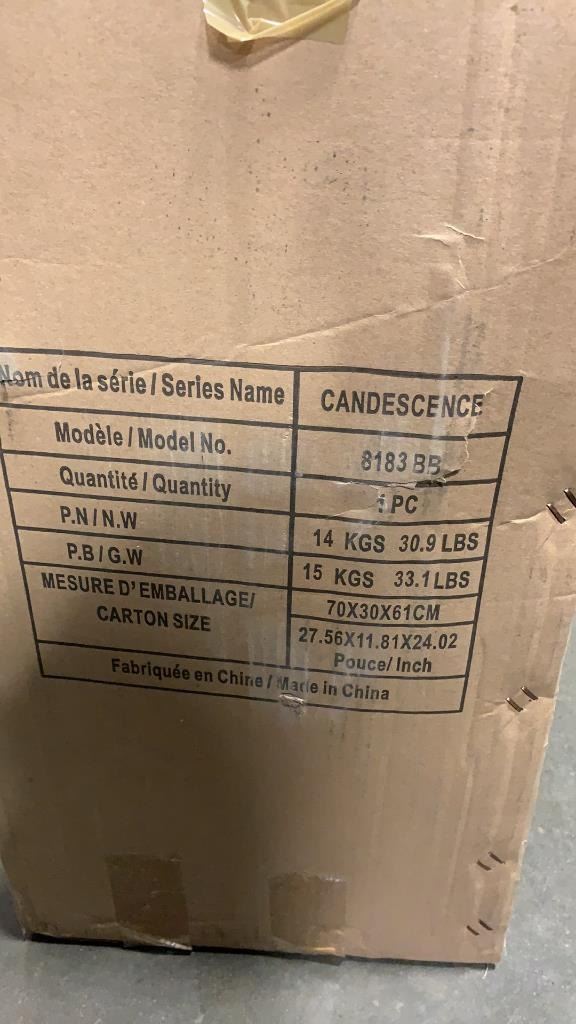 Nom de la série / Series Name CANDESCENCE
Modèle / Model No. 8183 BB
Quantité / Quantity 1 PC
P.N / N.W 14 KGS 30.9 LBS
P.B / G.W 15 KGS 33.1 LBS
MESURE D'EMBALLAGE/ 70X30X61CM
CARTON SIZE 27.56X11.81X24.02
Pouce/ Inch
Fabriquée en Chine / Made in China